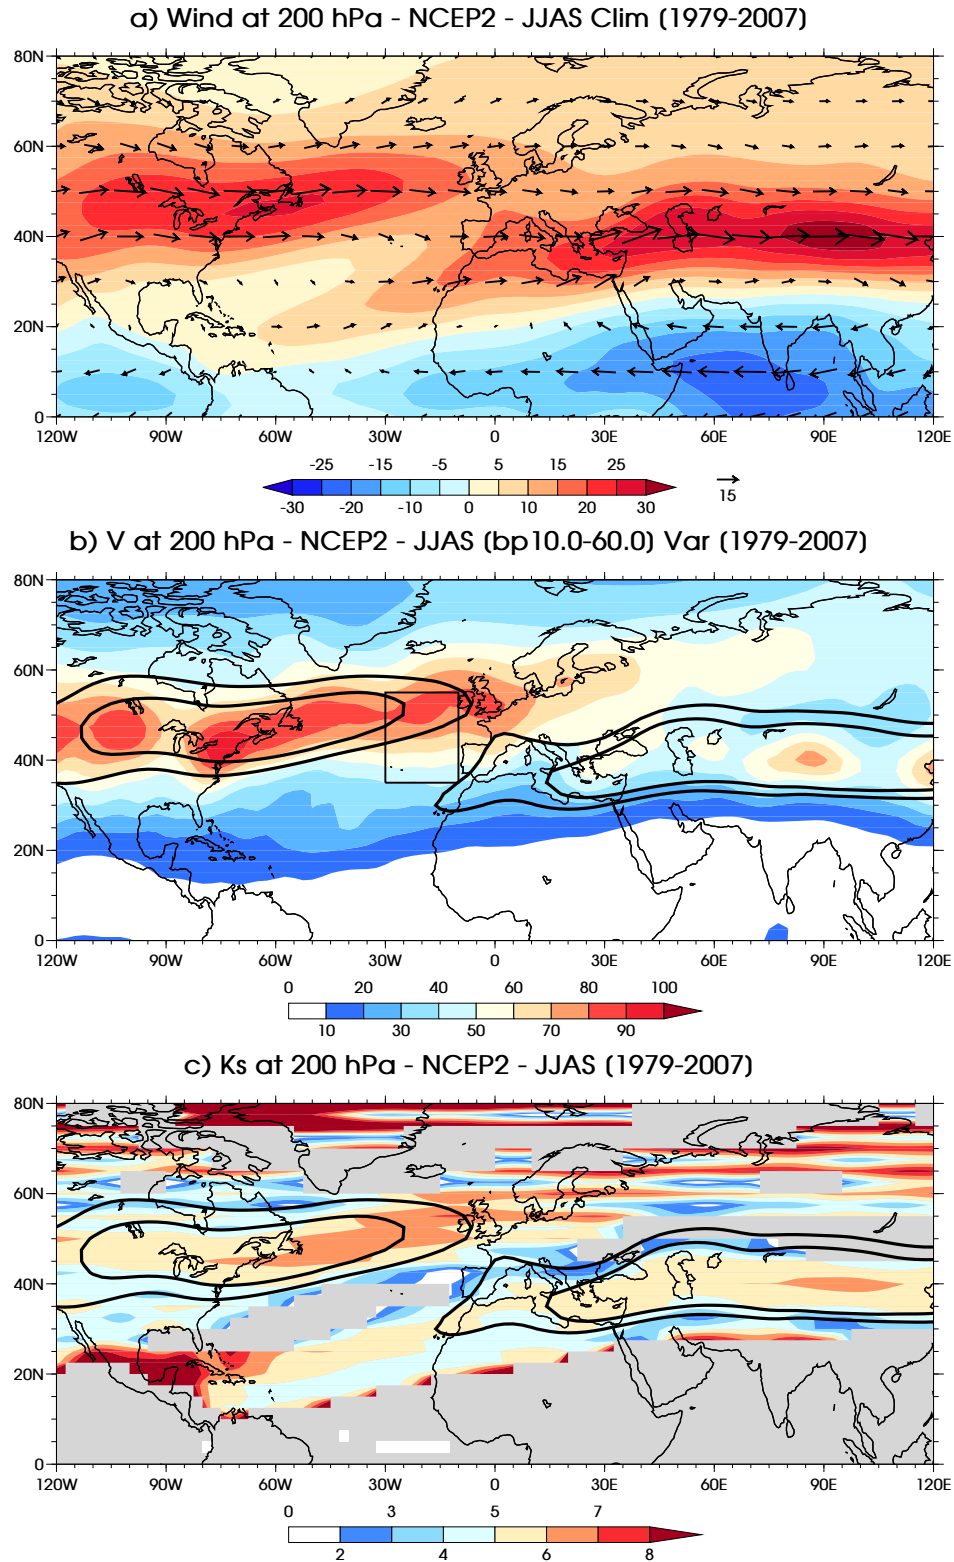 a) Wind at 200 hPa - NCEP2 - JJAS Clim (1979-2007)
80N
60N
40N
20N
0
120W 90W 60W 30W 0 30E 60E 90E 120E
-25 -15 -5 5 15 25
-30 -20 -10 0 10 20 30
15
b) V at 200 hPa - NCEP2 - JJAS (bp10.0-60.0) Var (1979-2007)
80N
60N
40N
20N
0
120W 90W 60W 30W 0 30E 60E 90E 120E
0 20 40 60 80 100
10 30 50 70 90
c) Ks at 200 hPa - NCEP2 - JJAS (1979-2007)
80N
60N
40N
20N
0
120W 90W 60W 30W 0 30E 60E 90E 120E
0 3 5 7
2 4 6 8